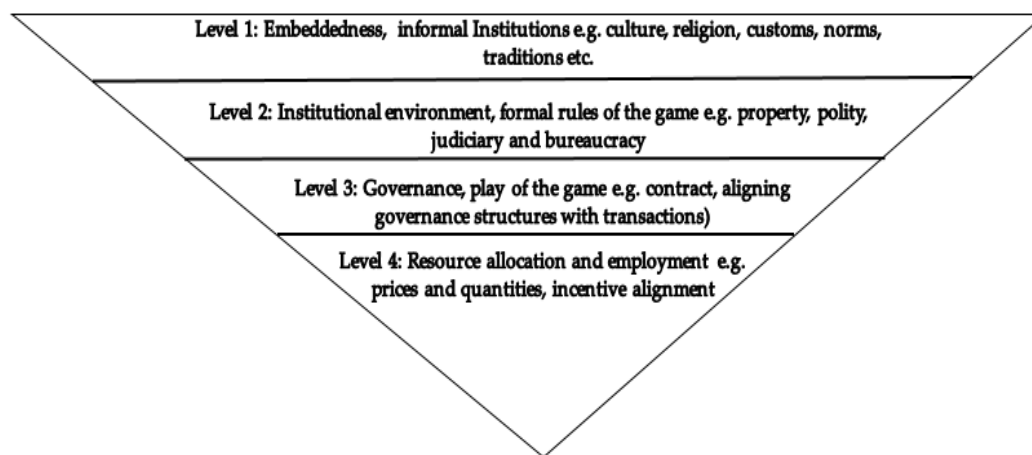 Level 1: Embeddedness, informal Institutions e.g. culture, religion, customs, norms,
traditions etc.
Level 2: Institutional environment, formal rules of the game e.g. property, polity,
judiciary and bureaucracy
Level 3: Governance, play of the game e.g. contract, aligning
governance structures with transactions)
Level 4: Resource allocation and employment e.g.
prices and quantities, incentive alignment